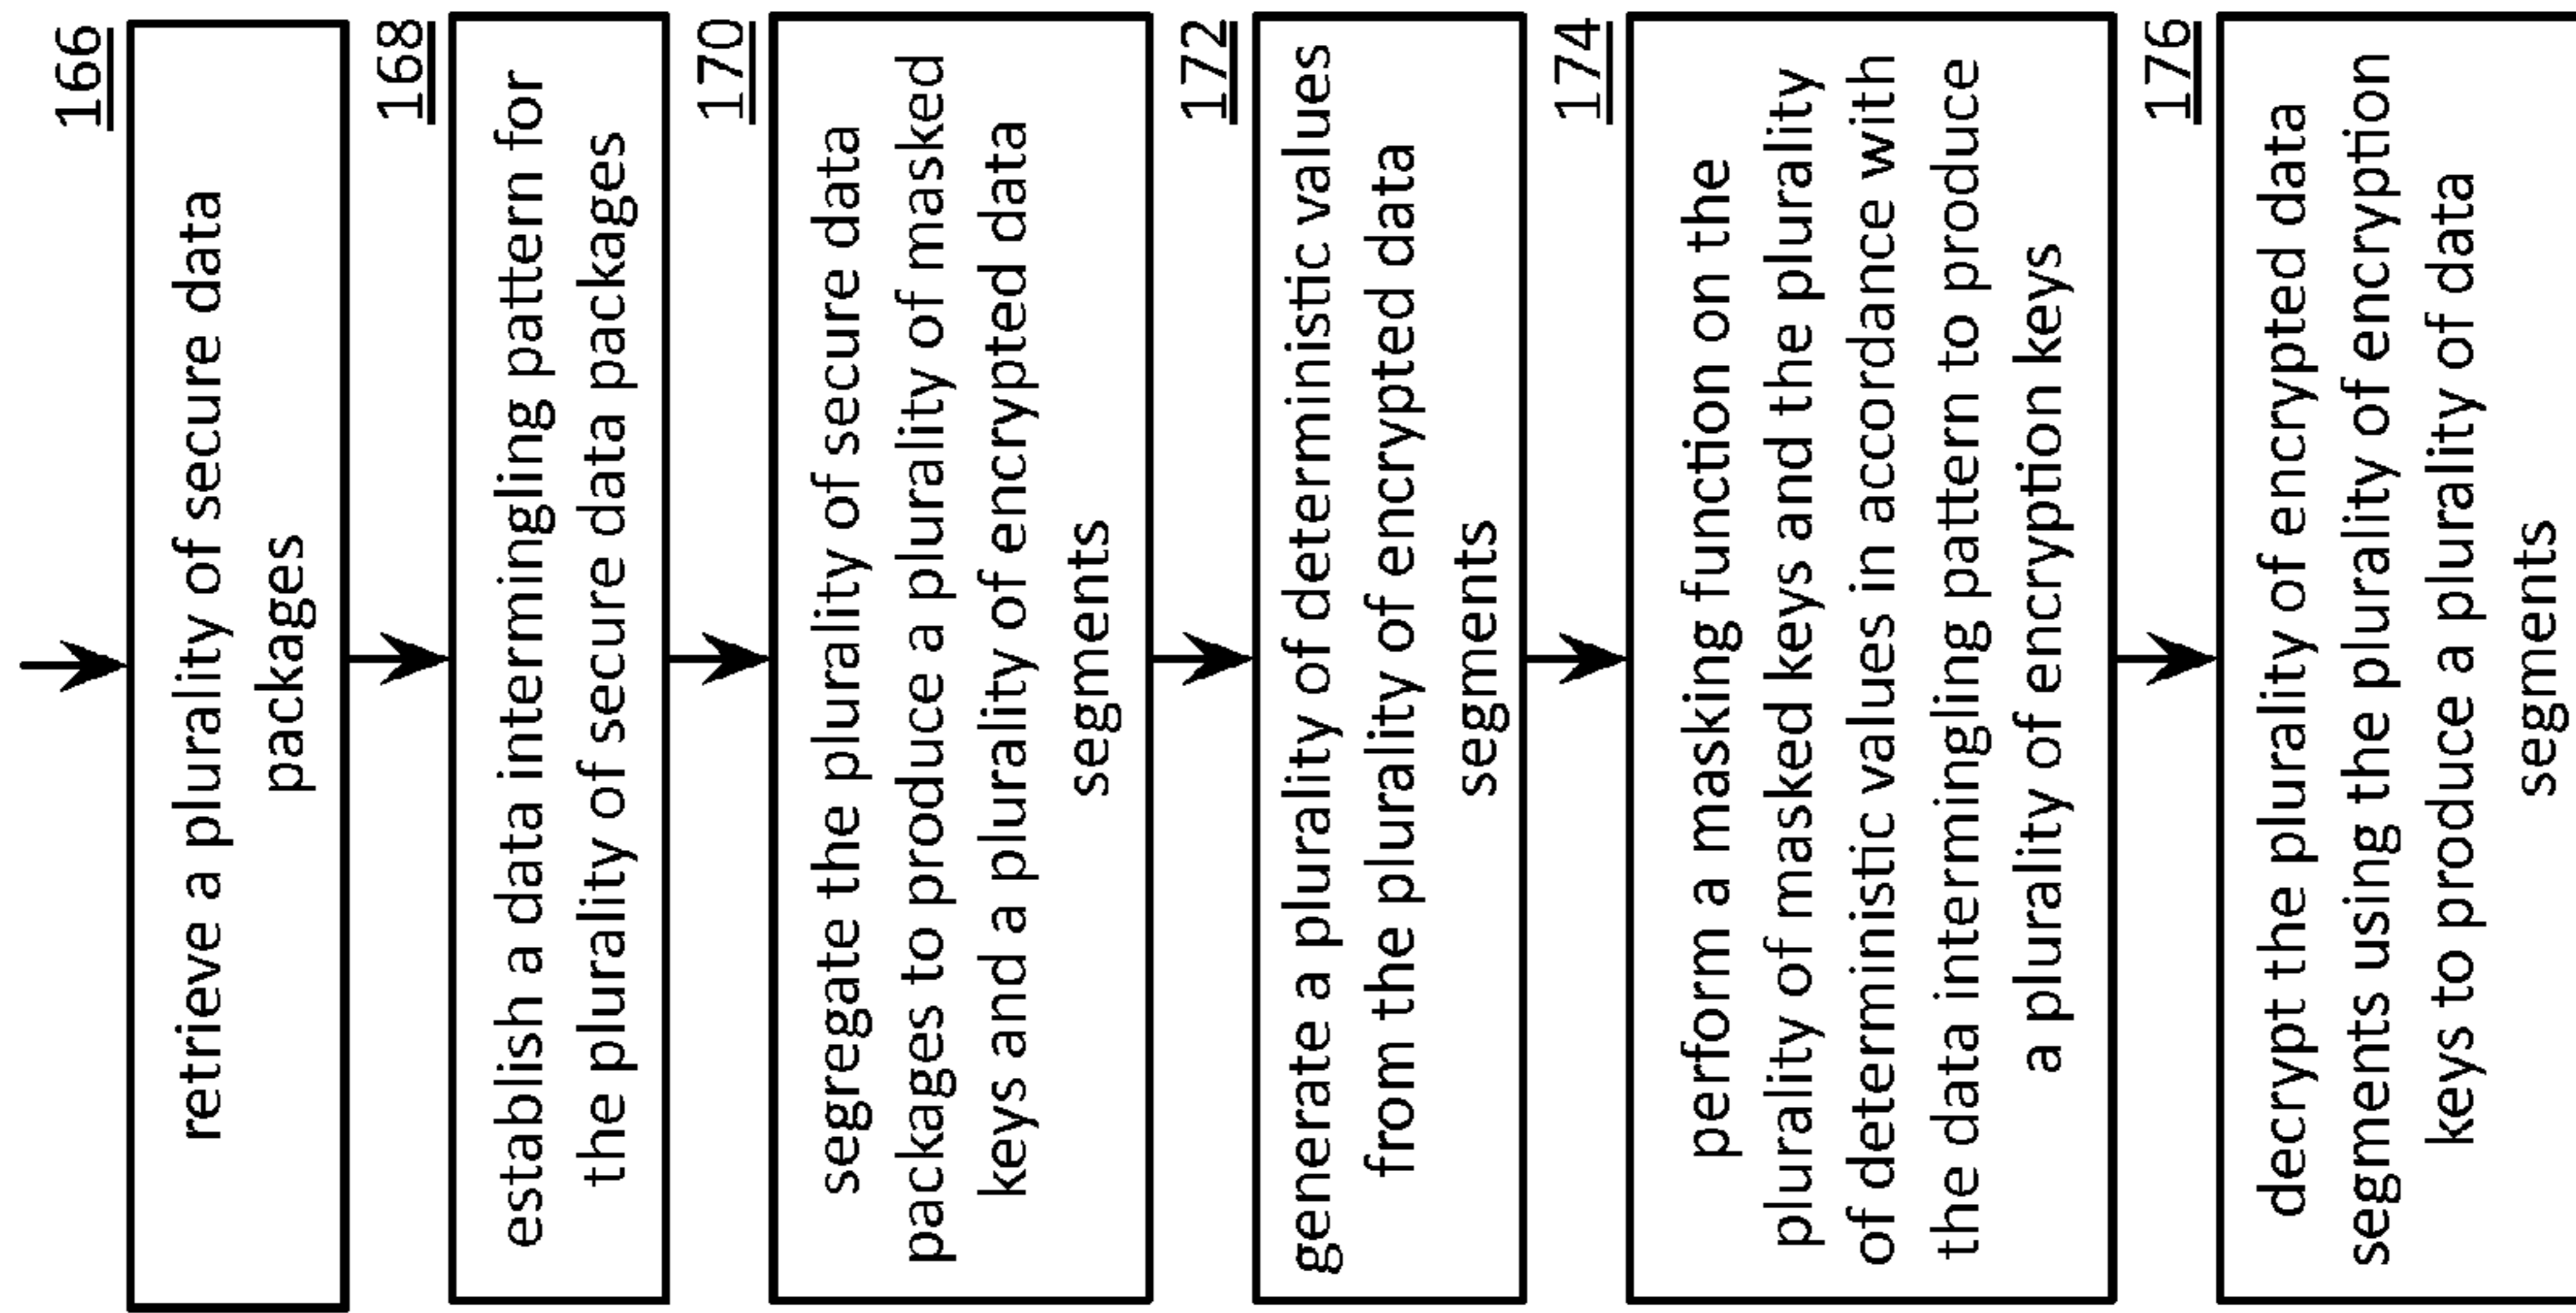 166
retrieve a plurality of secure data
packages
168
establish a data intermingling pattern for
the plurality of secure data packages
170
segregate the plurality of secure data
packages to produce a plurality of masked
keys and a plurality of encrypted data
segments
172
generate a plurality of deterministic values
from the plurality of encrypted data
segments
174
perform a masking function on the
plurality of masked keys and the plurality
of deterministic values in accordance with
the data intermingling pattern to produce
a plurality of encryption keys
176
decrypt the plurality of encrypted data
segments using the plurality of encryption
keys to produce a plurality of data
segments